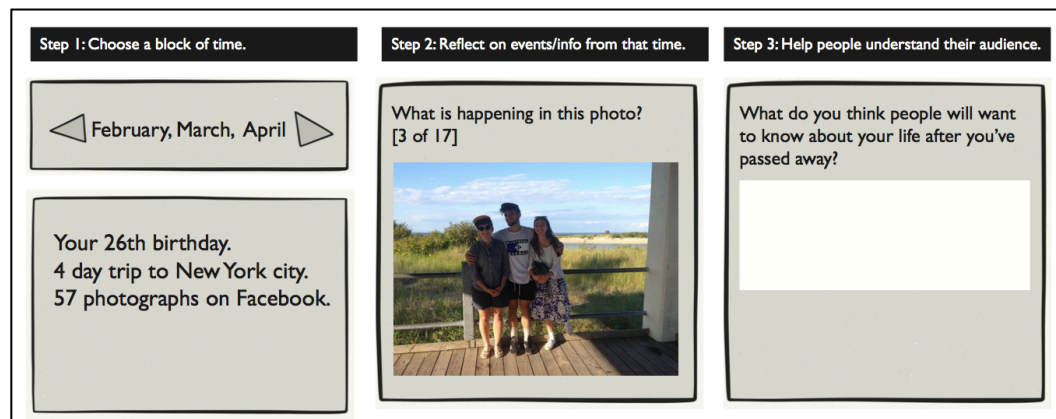 Step 1: Choose a block of time.
February, March, April
Your 26th birthday.
4 day trip to New York city.
57 photographs on Facebook.
Step 2: Reflect on events/info from that time.
What is happening in this photo?
[3 of 17]
Step 3: Help people understand their audience.
What do you think people will want
to know about your life after you've
passed away?